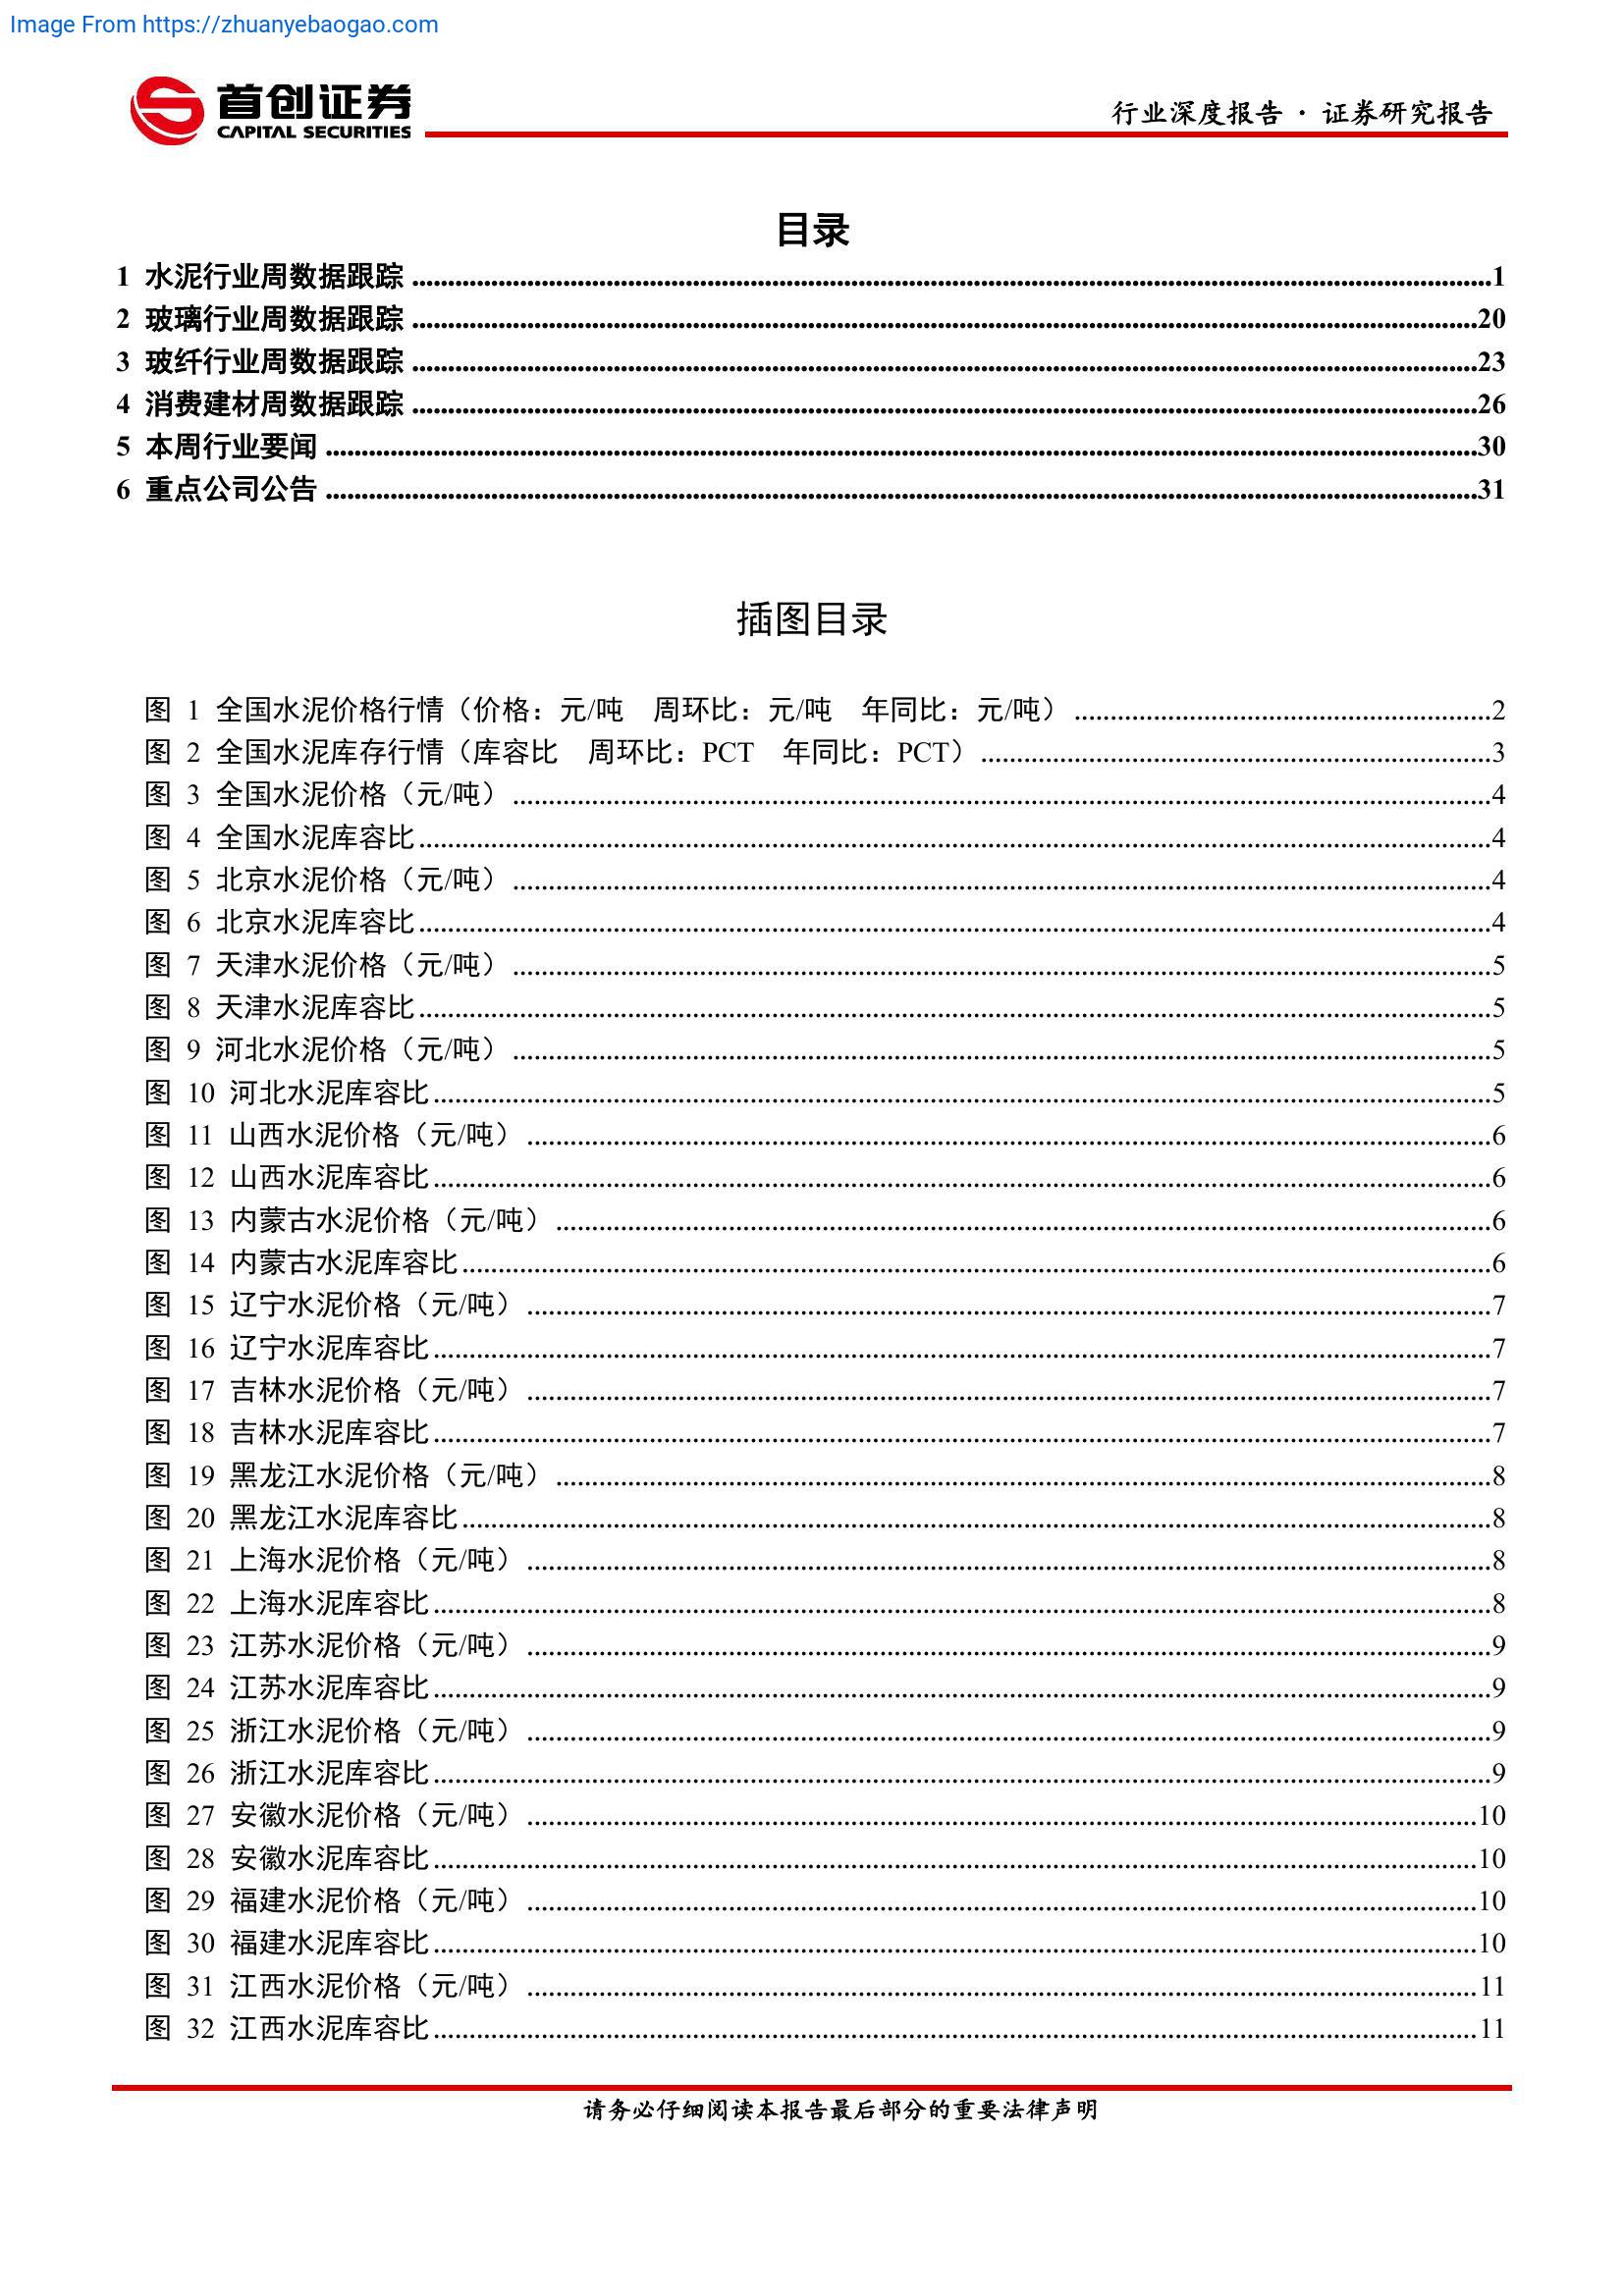 Image From https://zhuanyebaogao.com
首创证券
CAPITAL SECURITIES
行业深度报告 · 证券研究报告
目录
1 水泥行业周数据跟踪 1
2 玻璃行业周数据跟踪 20
3 玻纤行业周数据跟踪 23
4 消费建材周数据跟踪 26
5 本周行业要闻 30
6 重点公司公告 31
插图目录
图 1 全国水泥价格行情（价格：元/吨 周环比：元/吨 年同比：元/吨） 2
图 2 全国水泥库存行情（库容比 周环比：PCT 年同比：PCT） 3
图 3 全国水泥价格（元/吨） 4
图 4 全国水泥库容比 4
图 5 北京水泥价格（元/吨） 4
图 6 北京水泥库容比 4
图 7 天津水泥价格（元/吨） 5
图 8 天津水泥库容比 5
图 9 河北水泥价格（元/吨） 5
图 10 河北水泥库容比 5
图 11 山西水泥价格（元/吨） 6
图 12 山西水泥库容比 6
图 13 内蒙古水泥价格（元/吨） 6
图 14 内蒙古水泥库容比 6
图 15 辽宁水泥价格（元/吨） 7
图 16 辽宁水泥库容比 7
图 17 吉林水泥价格（元/吨） 7
图 18 吉林水泥库容比 7
图 19 黑龙江水泥价格（元/吨） 8
图 20 黑龙江水泥库容比 8
图 21 上海水泥价格（元/吨） 8
图 22 上海水泥库容比 8
图 23 江苏水泥价格（元/吨） 9
图 24 江苏水泥库容比 9
图 25 浙江水泥价格（元/吨） 9
图 26 浙江水泥库容比 9
图 27 安徽水泥价格（元/吨） 10
图 28 安徽水泥库容比 10
图 29 福建水泥价格（元/吨） 10
图 30 福建水泥库容比 10
图 31 江西水泥价格（元/吨） 11
图 32 江西水泥库容比 11
请务必仔细阅读本报告最后部分的重要法律声明